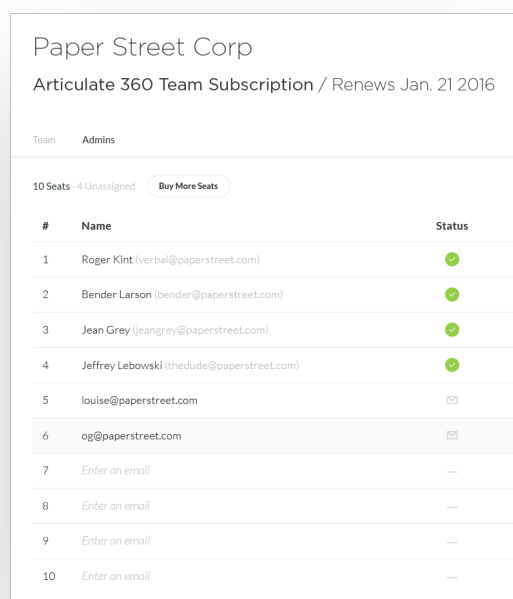 Paper Street Corp
Articulate 360 Team Subscription / Renews Jan. 21 2016
Team Admins
10 Seats - 4 Unassigned Buy More Seats
# Name Status
1 Roger Kint (verbal@paperstreet.com)
2 Bender Larson (bender@paperstreet.com)
3 Jean Grey (jeangrey@paperstreet.com)
4 Jeffrey Lebowski (thedude@paperstreet.com)
5 louise@paperstreet.com
6 og@paperstreet.com
7 Enter an email —
8 Enter an email —
9 Enter an email —
10 Enter an email —